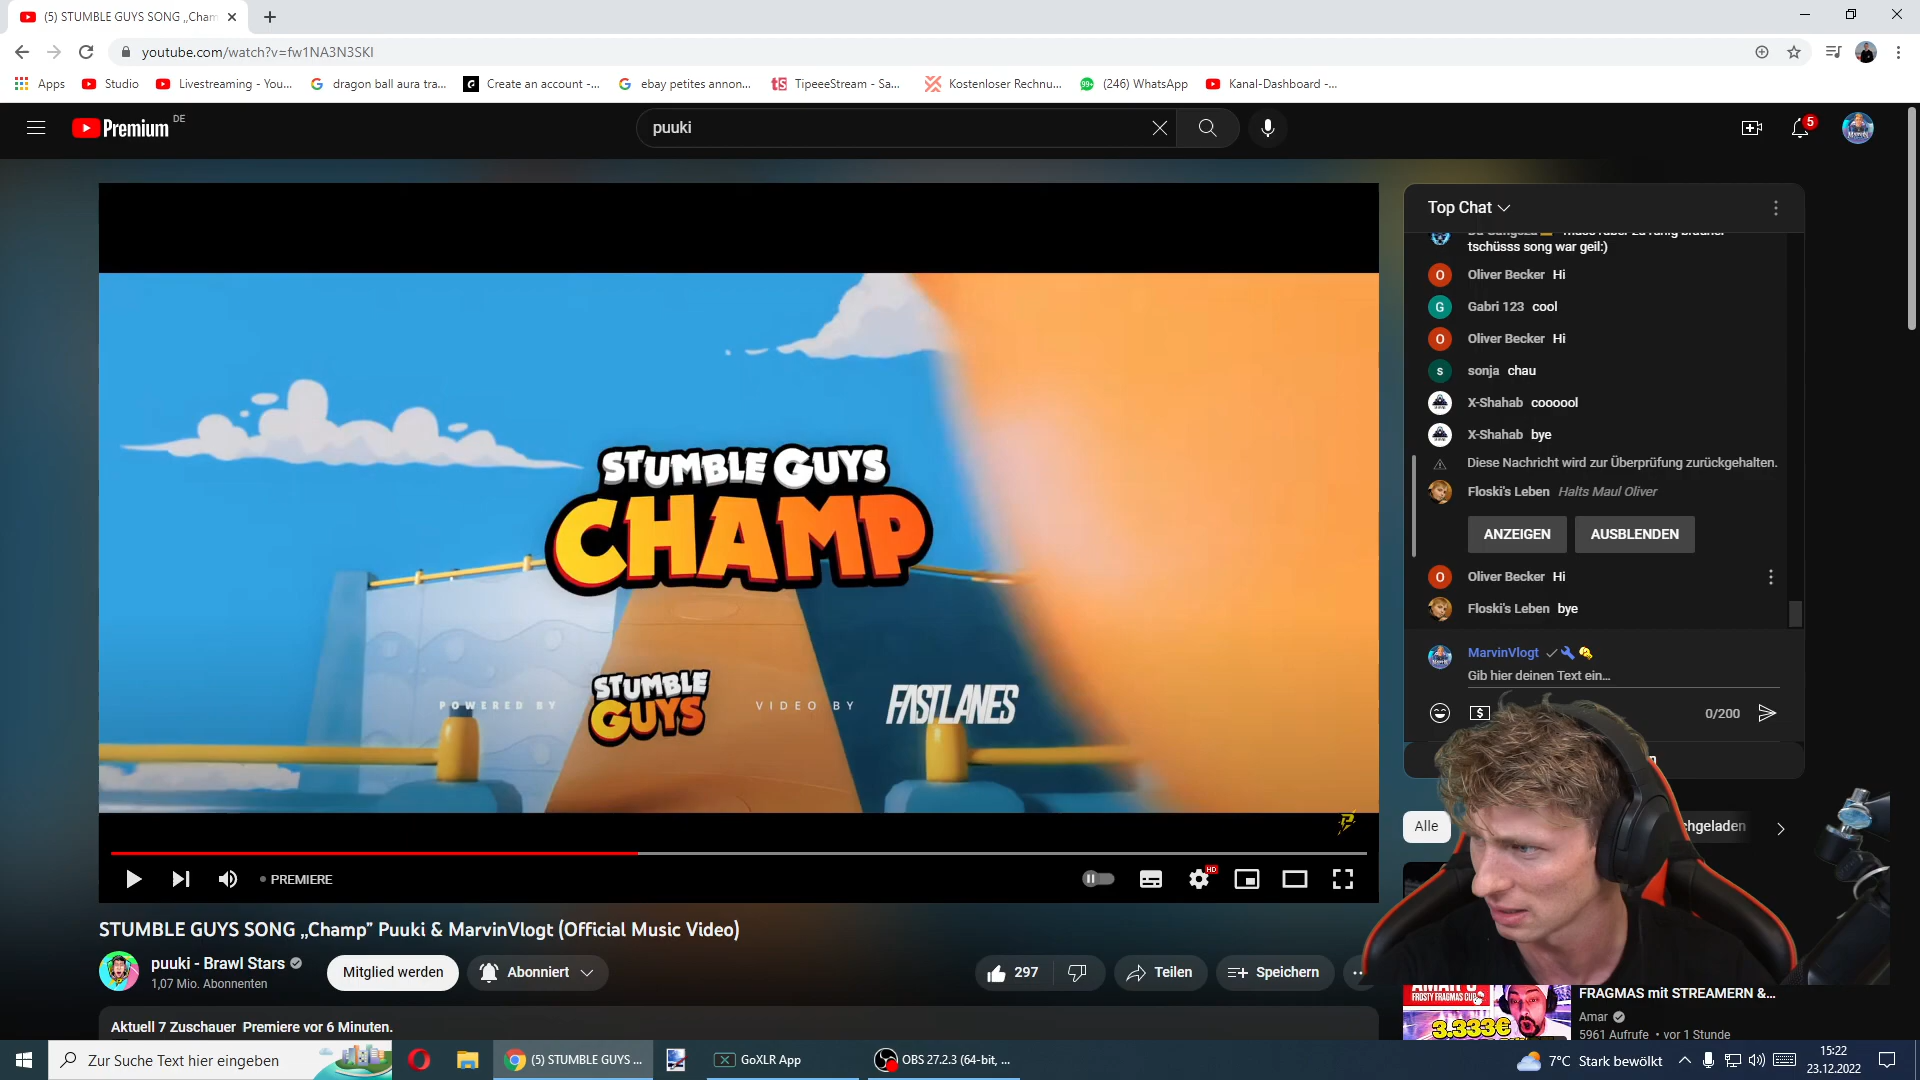 (5) STUMBLE GUYS SONG „Cham
youtube.com/watch?v=fw1NA3N3SKI
Apps
Studio
Livestreaming - You...
dragon ball aura tra...
Create an account -...
ebay petites annon...
TipeeeStream - Sa...
Kostenloser Rechnu...
(246) WhatsApp
Kanal-Dashboard -...
Premium DE
puuki
5
Top Chat
tschüsss song war geil:)
Oliver Becker Hi
Gabri 123 cool
Oliver Becker Hi
sonja chau
X-Shahab coooool
X-Shahab bye
Diese Nachricht wird zur Überprüfung zurückgehalten.
Floski's Leben Halts Maul Oliver
ANZEIGEN AUSBLENDEN
Oliver Becker Hi
Floski's Leben bye
MarvinVlogt
Gib hier deinen Text ein...
0/200
STUMBLE GUYS
CHAMP
POWERED BY
STUMBLE
GUYS
VIDEO BY
FASTLANES
PREMIERE
HD
STUMBLE GUYS SONG „Champ” Puuki & MarvinVlogt (Official Music Video)
puuki - Brawl Stars
1,07 Mio. Abonnenten
Mitglied werden
Abonniert
297
Teilen
Speichern
Aktuell 7 Zuschauer Premiere vor 6 Minuten.
Alle
chgeladen
FROSTY FRAGMAS CUP
3.333€
FRAGMAS mit STREAMERN &...
Amar
5961 Aufrufe • vor 1 Stunde
Zur Suche Text hier eingeben
(5) STUMBLE GUYS ...
GoXLR App
OBS 27.2.3 (64-bit, ...
7°C Stark bewölkt
15:22
23.12.2022